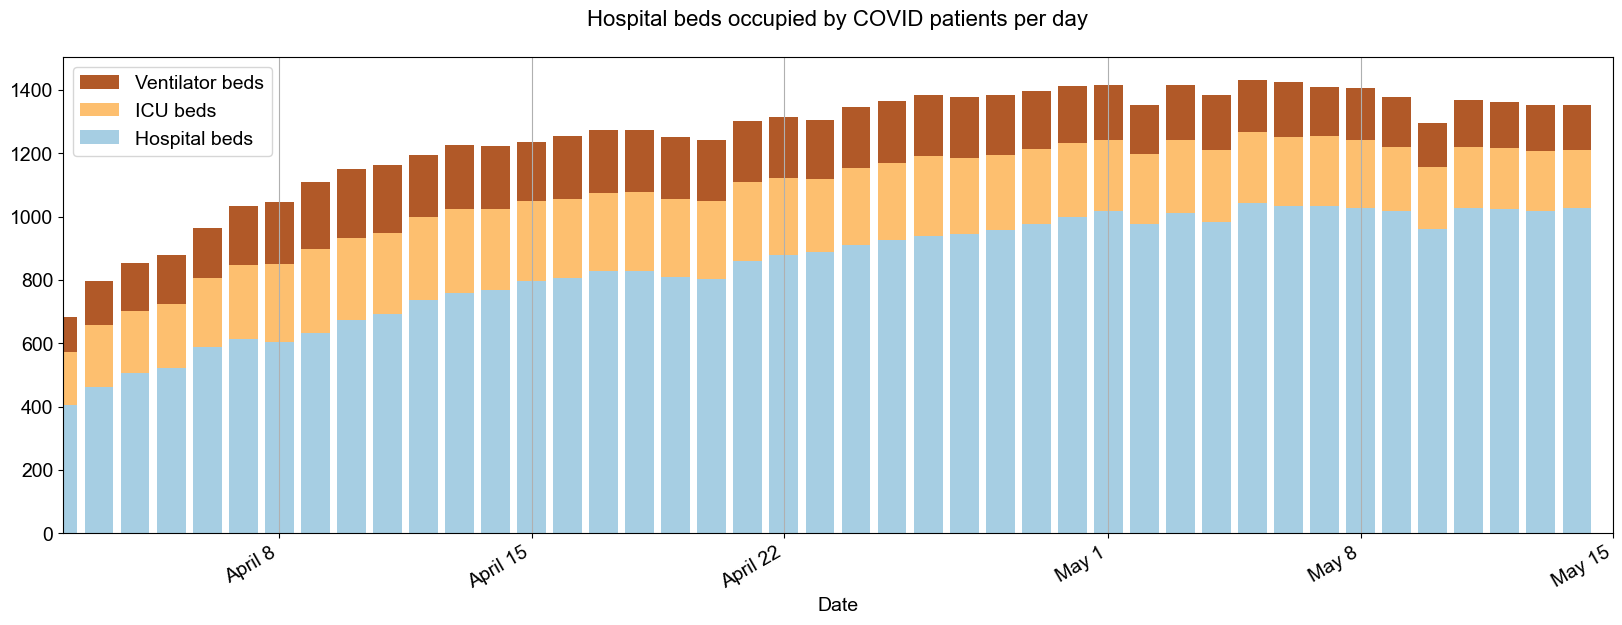 Hospital beds occupied by COVID patients per day
Ventilator beds
ICU beds
Hospital beds
1400
1200
1000
800
600
400
200
0
April 8
April 15
April 22
May 1
May 8
May 15
Date